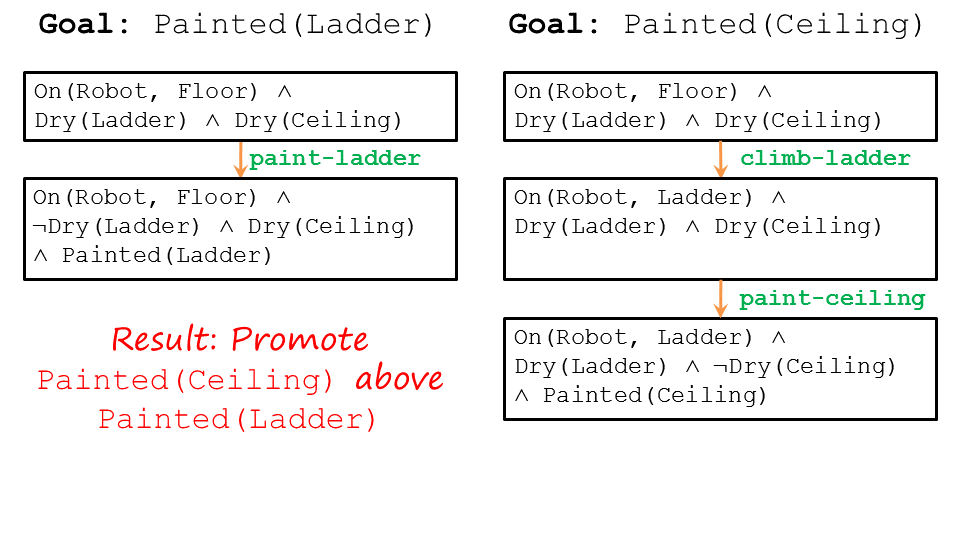 Goal: Painted(Ladder)
On(Robot, Floor) ∧
Dry(Ladder) ∧ Dry(Ceiling)
paint-ladder
On(Robot, Floor) ∧
¬Dry(Ladder) ∧ Dry(Ceiling)
∧ Painted(Ladder)
Result: Promote
Painted(Ceiling) above
Painted(Ladder)
Goal: Painted(Ceiling)
On(Robot, Floor) ∧
Dry(Ladder) ∧ Dry(Ceiling)
climb-ladder
On(Robot, Ladder) ∧
Dry(Ladder) ∧ Dry(Ceiling)
paint-ceiling
On(Robot, Ladder) ∧
Dry(Ladder) ∧ ¬Dry(Ceiling)
∧ Painted(Ceiling)